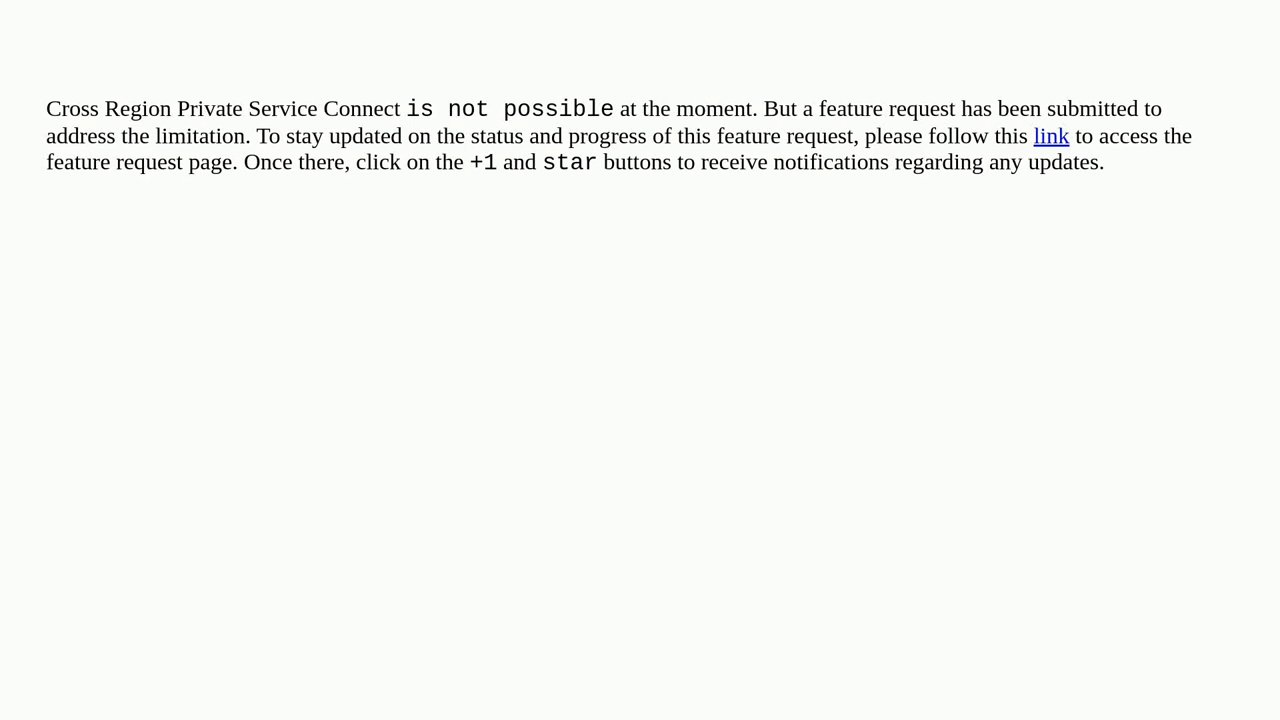 Cross Region Private Service Connect is not possible at the moment. But a feature request has been submitted to
address the limitation. To stay updated on the status and progress of this feature request, please follow this link to access the
feature request page. Once there, click on the +1 and star buttons to receive notifications regarding any updates.